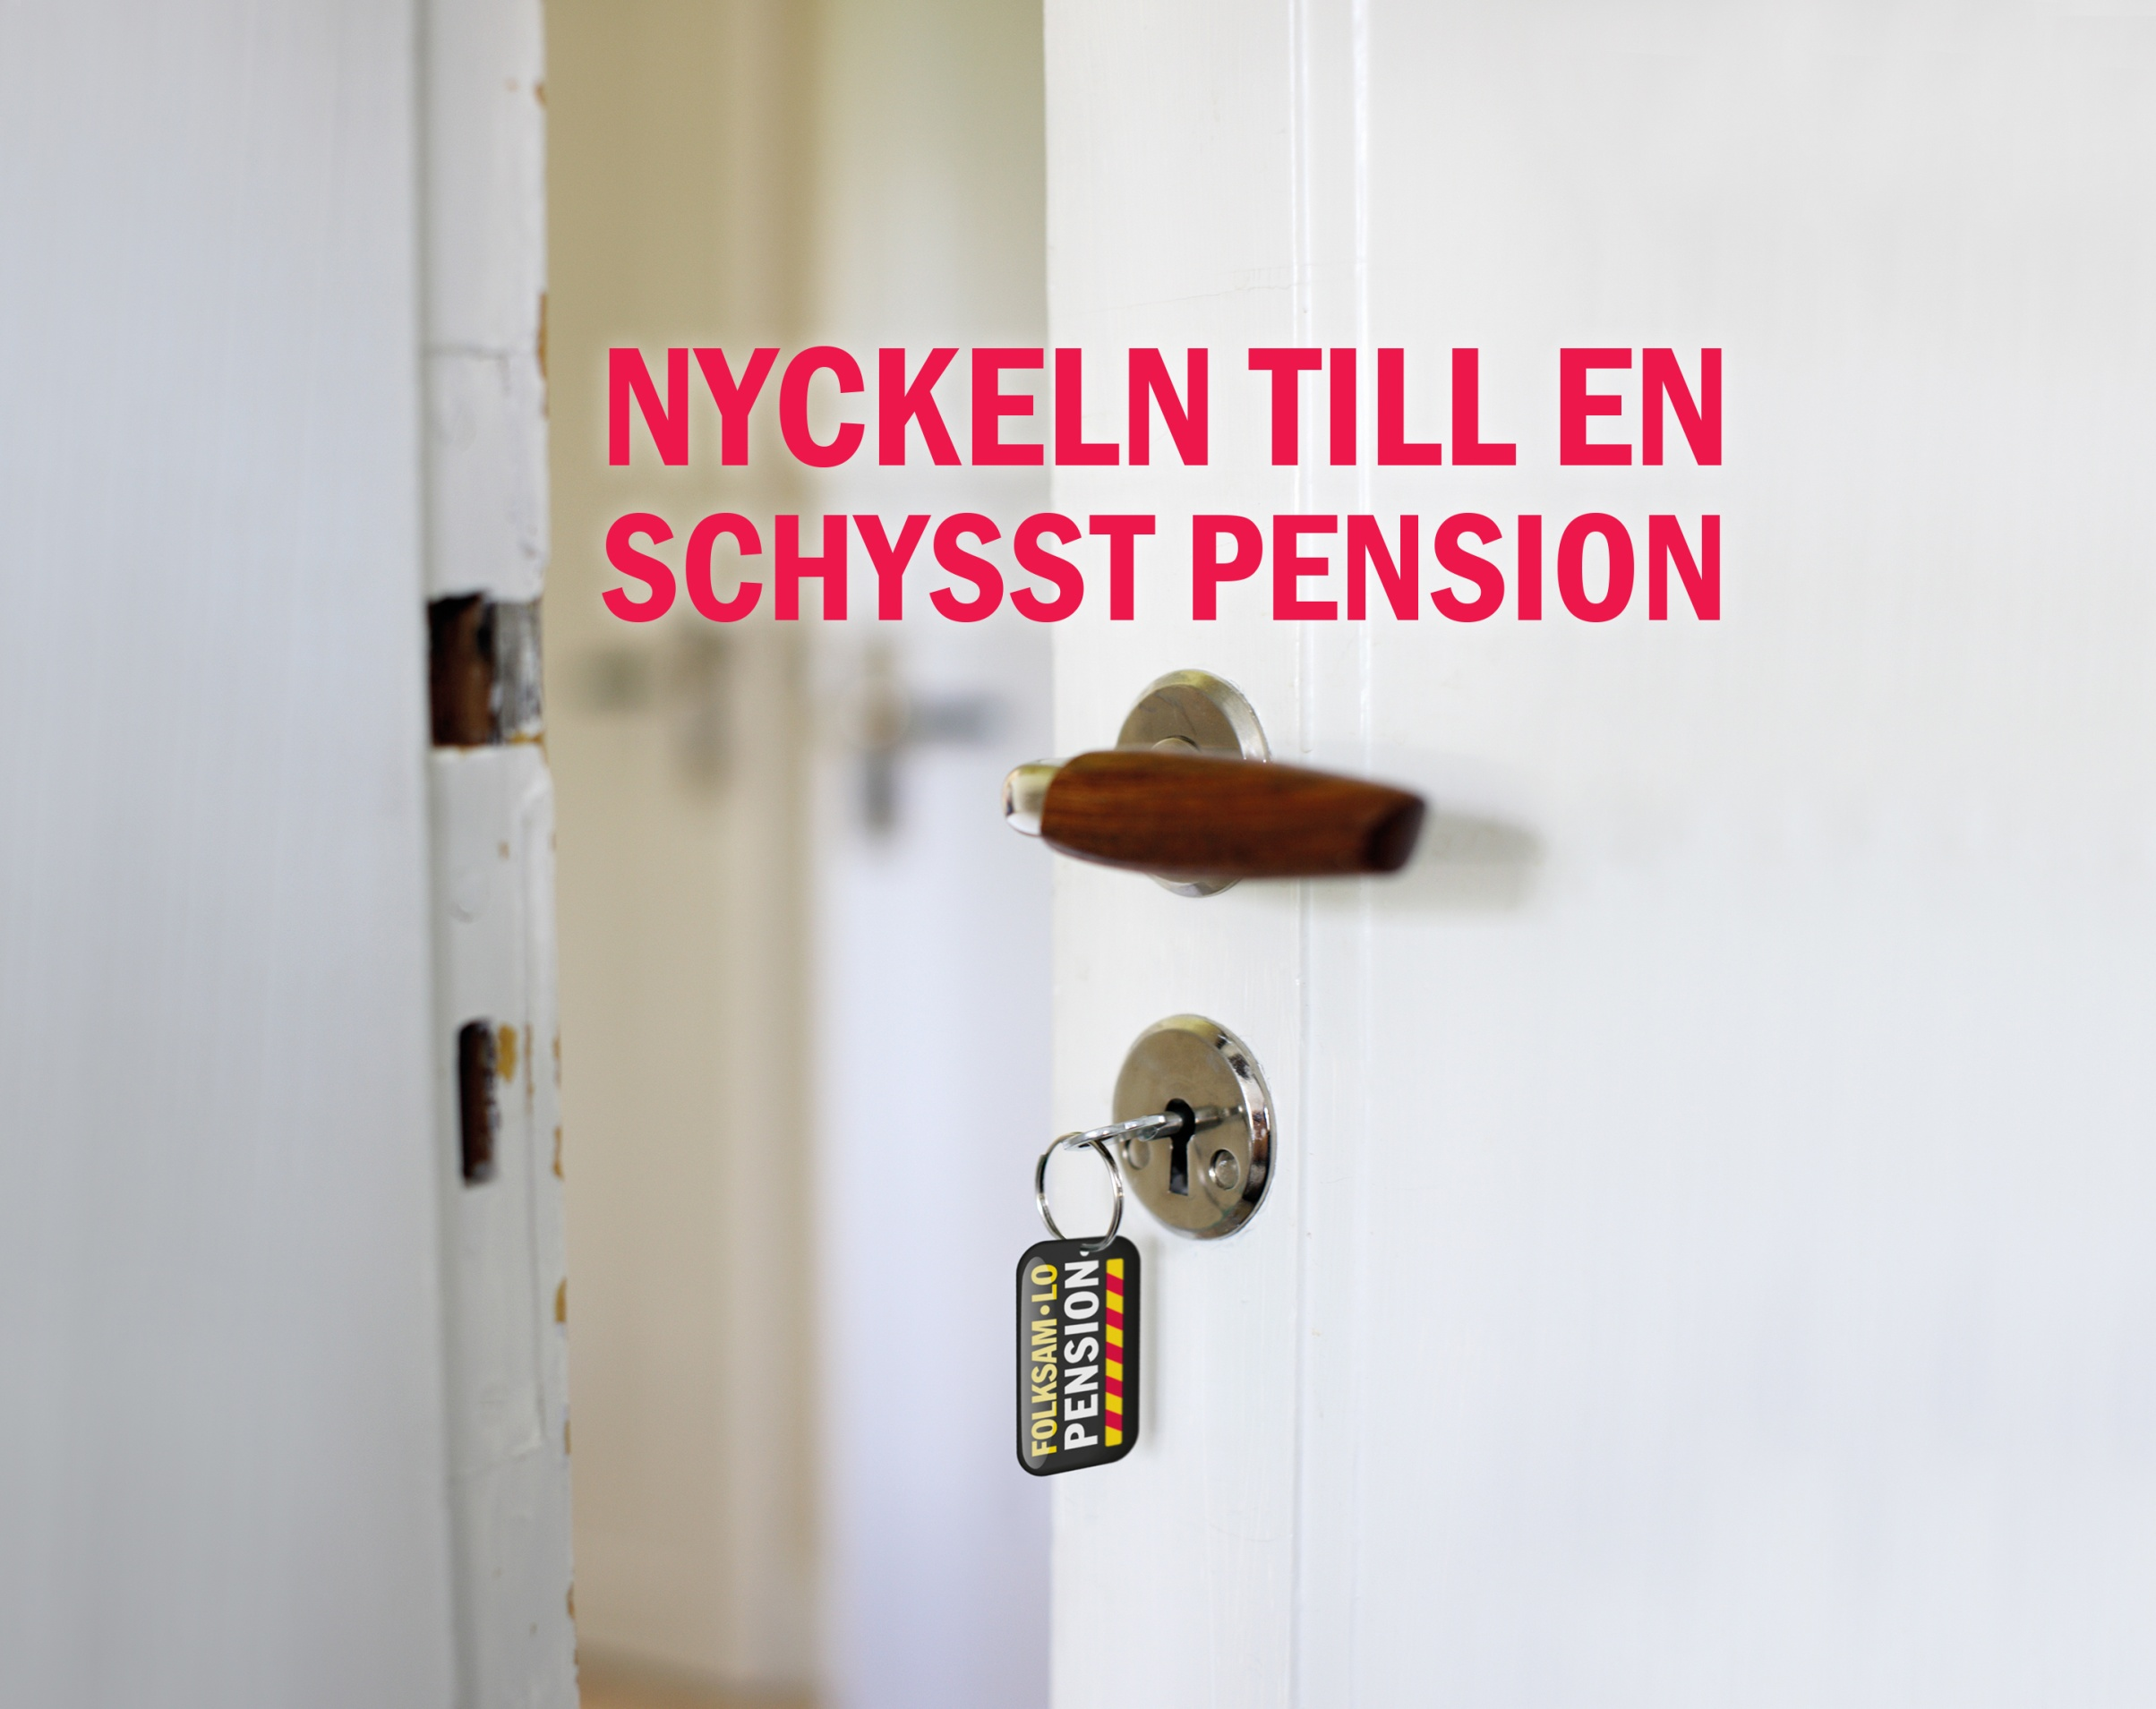 NYCKELN TILL EN
SCHYSST PENSION
FOLKSAM•LO
PENSION